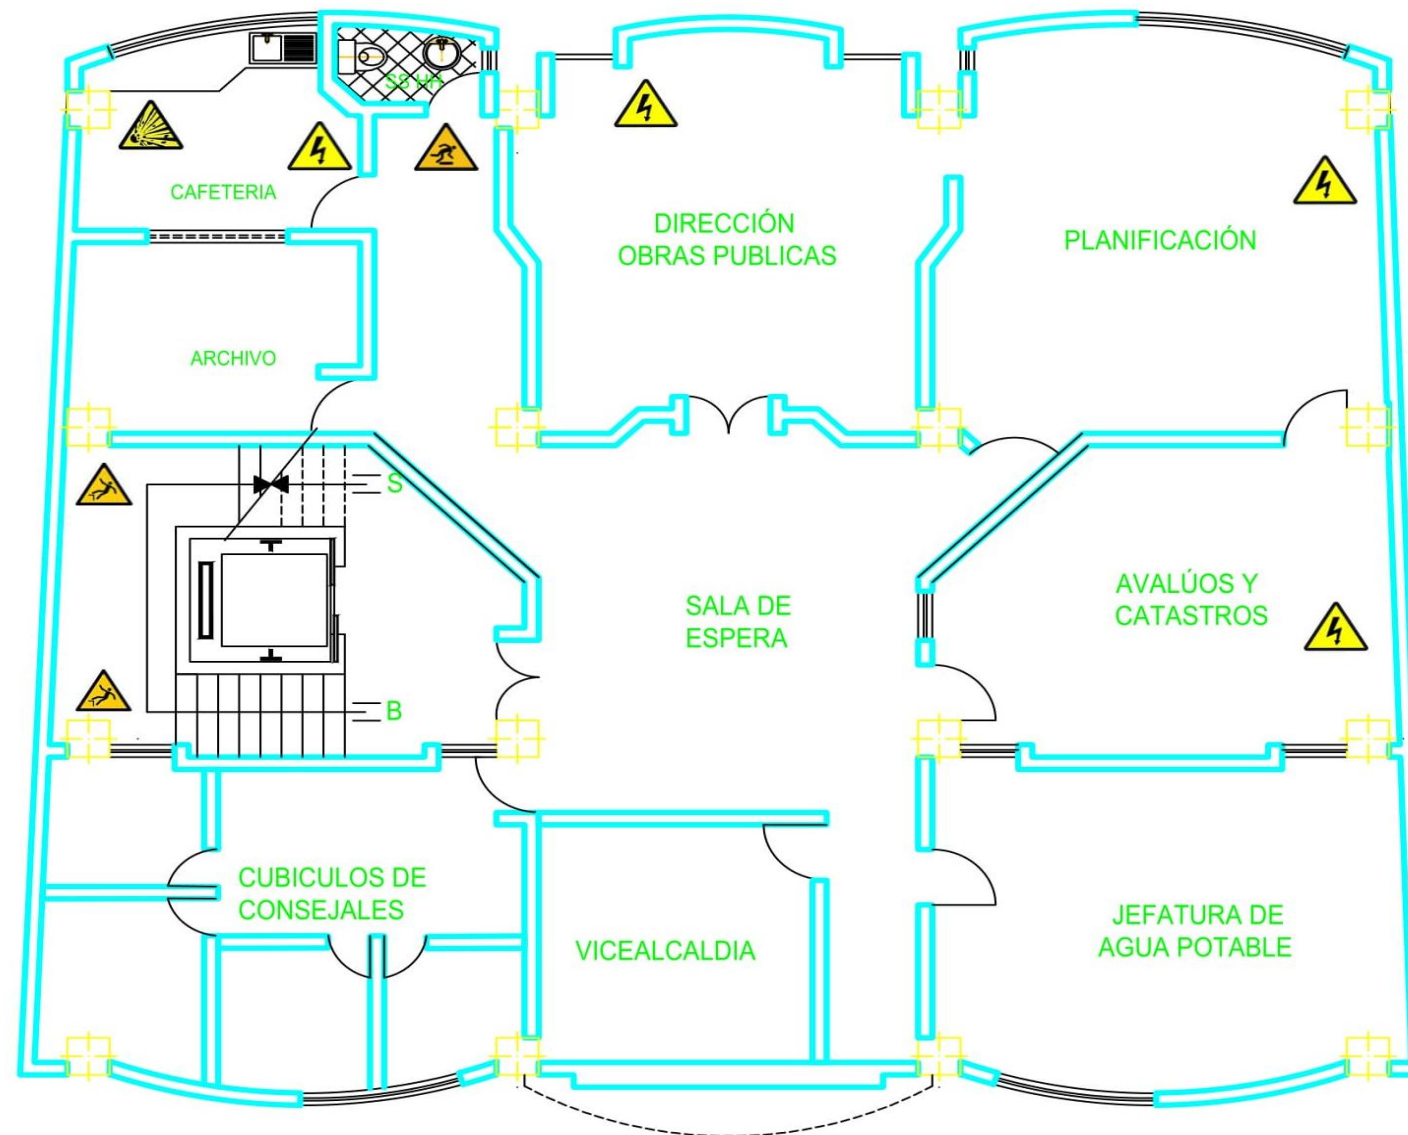 SS HH
CAFETERIA
DIRECCIÓN
OBRAS PUBLICAS
PLANIFICACIÓN
ARCHIVO
S
SALA DE
ESPERA
AVALÚOS Y
CATASTROS
B
CUBICULOS DE
CONSEJALES
VICEALCALDIA
JEFATURA DE
AGUA POTABLE